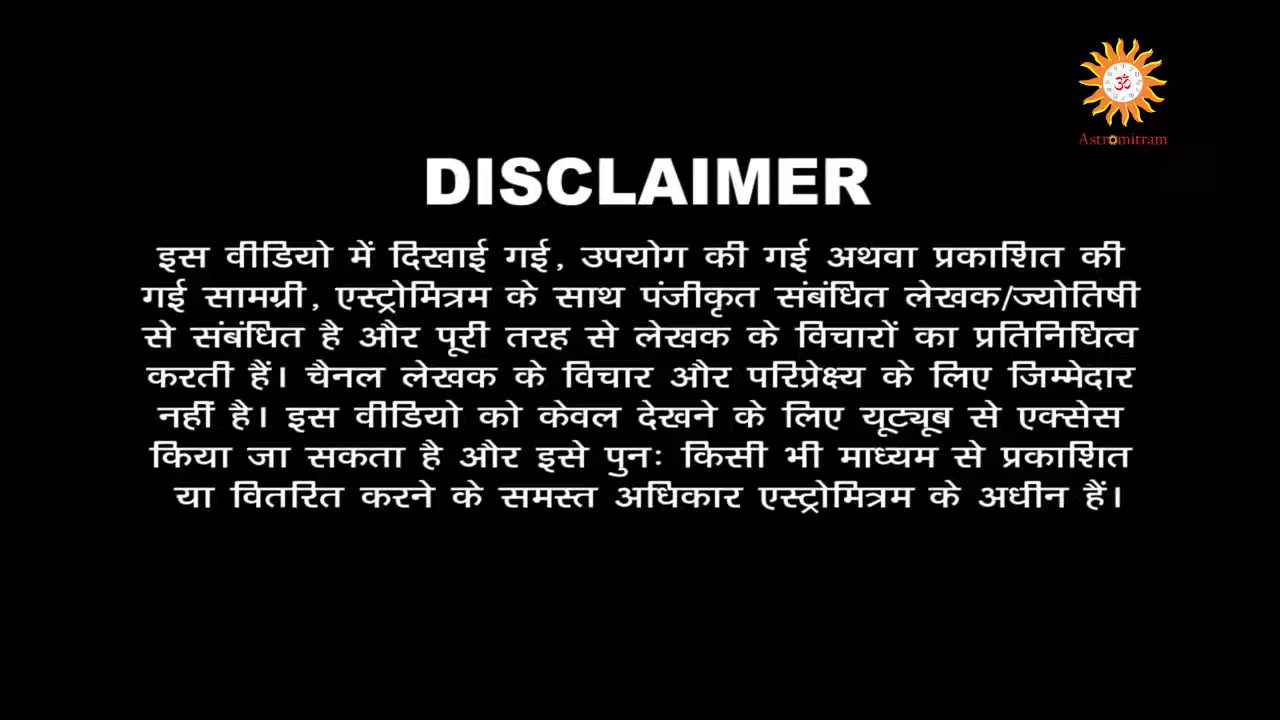 ॐ
Astromitram
DISCLAIMER
इस वीडियो में दिखाई गई, उपयोग की गई अथवा प्रकाशित की
गई सामग्री, एस्ट्रोमित्रम के साथ पंजीकृत संबंधित लेखक/ज्योतिषी
से संबंधित है और पूरी तरह से लेखक के विचारों का प्रतिनिधित्व
करती हैं। चैनल लेखक के विचार और परिप्रेक्ष्य के लिए जिम्मेदार
नहीं है। इस वीडियो को केवल देखने के लिए यूट्यूब से एक्सेस
किया जा सकता है और इसे पुनः किसी भी माध्यम से प्रकाशित
या वितरित करने के समस्त अधिकार एस्ट्रोमित्रम के अधीन हैं।